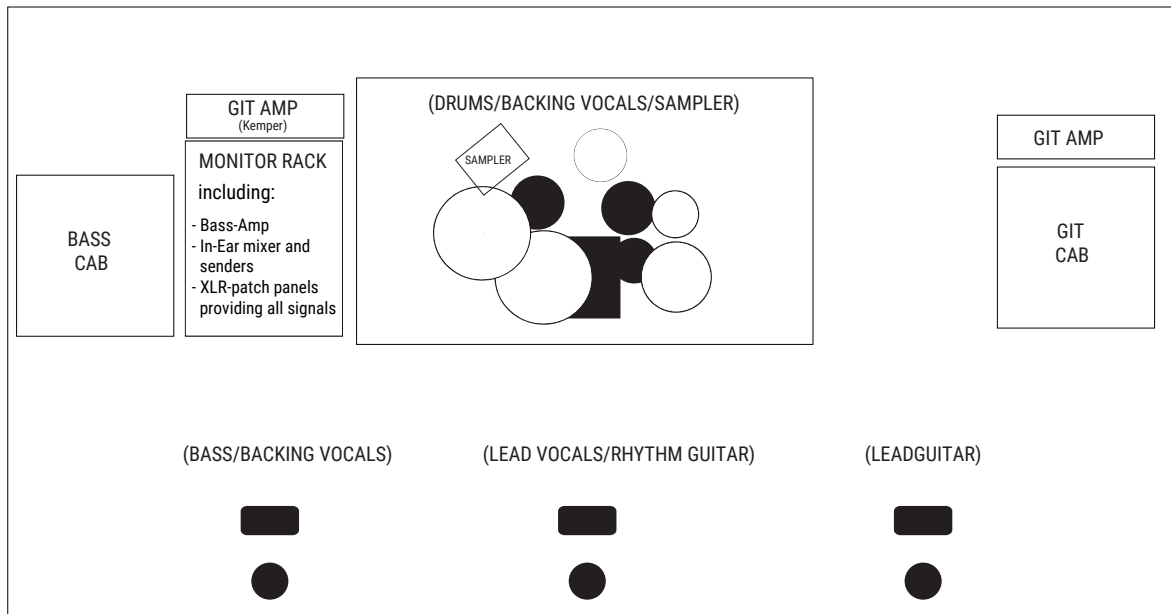 (DRUMS/BACKING VOCALS/SAMPLER)
GIT AMP
(Kemper)
SAMPLER
MONITOR RACK
including:
- Bass-Amp
- In-Ear mixer and
senders
- XLR-patch panels
providing all signals
BASS
CAB
GIT AMP
GIT
CAB
(BASS/BACKING VOCALS)
(LEAD VOCALS/RHYTHM GUITAR)
(LEADGUITAR)